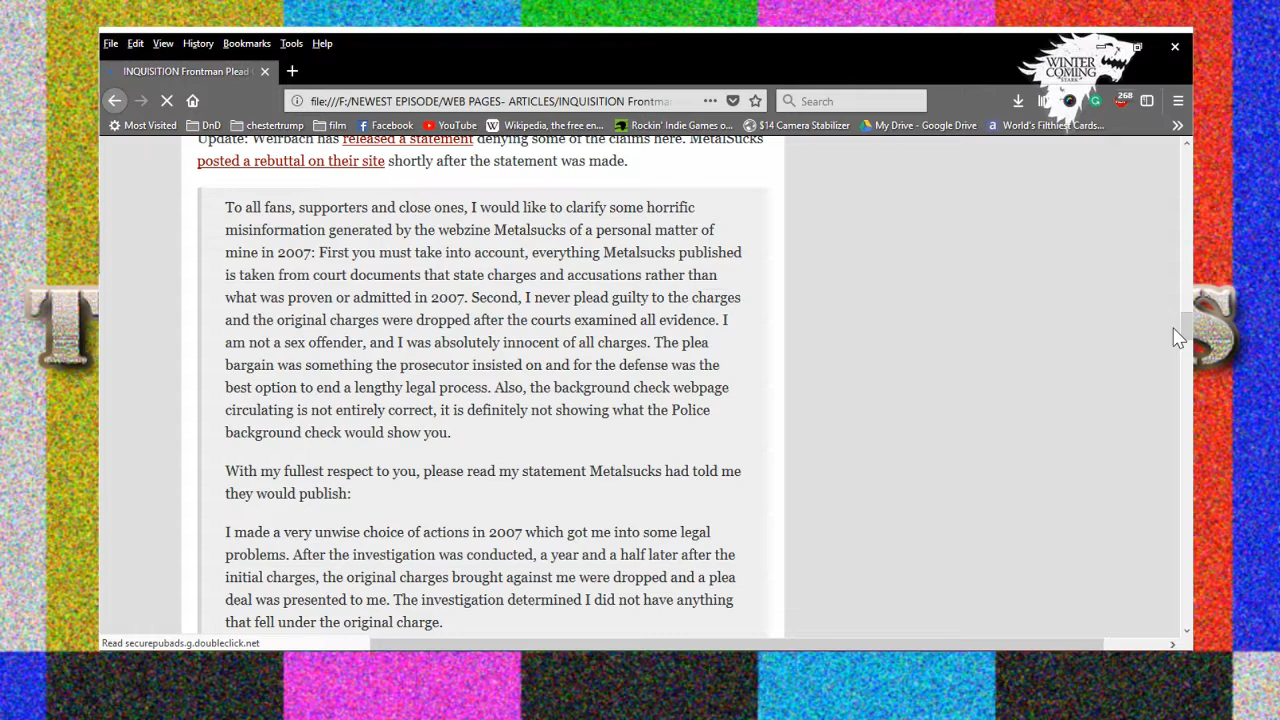 WINTER
COMING
STARK
File Edit View History Bookmarks Tools Help
INQUISITION Frontman Plead
file:///F:/NEWEST EPISODE/WEB PAGES- ARTICLES/INQUISITION Frontma
Search
268
Most Visited DnD chestertrump film Facebook YouTube Wikipedia, the free en... Rockin' Indie Games o... $14 Camera Stabilizer My Drive - Google Drive World's Filthiest C...
Update: Weirbach has released a statement denying some of the claims here. MetalSucks
posted a rebuttal on their site shortly after the statement was made.
To all fans, supporters and close ones, I would like to clarify some horrific
misinformation generated by the webzine Metalsucks of a personal matter of
mine in 2007: First you must take into account, everything Metalsucks published
is taken from court documents that state charges and accusations rather than
what was proven or admitted in 2007. Second, I never plead guilty to the charges
and the original charges were dropped after the courts examined all evidence. I
am not a sex offender, and I was absolutely innocent of all charges. The plea
bargain was something the prosecutor insisted on and for the defense was the
best option to end a lengthy legal process. Also, the background check webpage
circulating is not entirely correct, it is definitely not showing what the Police
background check would show you.
With my fullest respect to you, please read my statement Metalsucks had told me
they would publish:
I made a very unwise choice of actions in 2007 which got me into some legal
problems. After the investigation was conducted, a year and a half later after the
initial charges, the original charges brought against me were dropped and a plea
deal was presented to me. The investigation determined I did not have anything
that fell under the original charge.
Read securepubads.g.doubleclick.net
T S